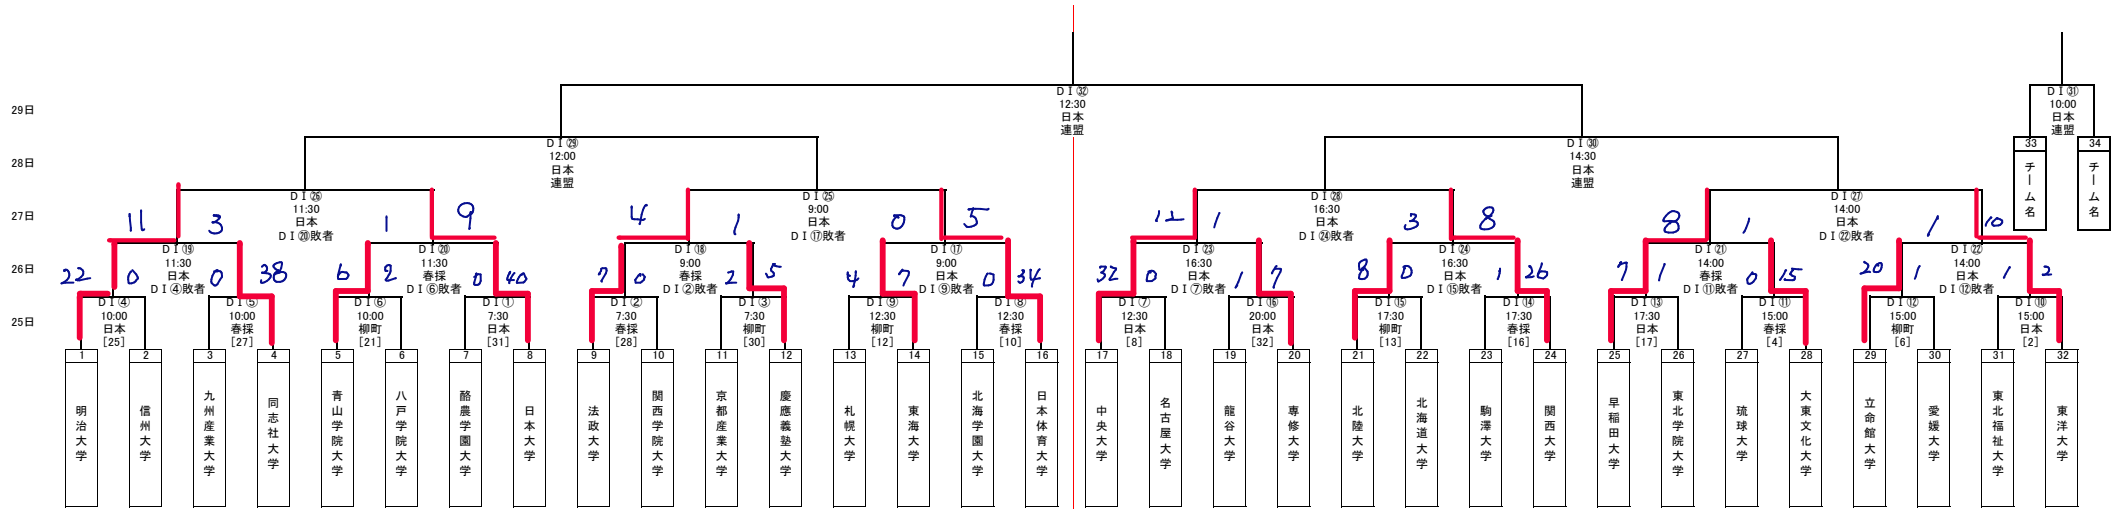 29日
ＤＩ㉜
12:30
日本
連盟
ＤＩ㉛
10:00
日本
連盟
28日
ＤＩ㉙
12:00
日本
連盟
ＤＩ㉚
14:30
日本
連盟
33
チーム名
34
チーム名
27日
ＤＩ㉖
11:30
日本
ＤＩ⑳敗者
ＤＩ㉕
9:00
日本
ＤＩ⑰敗者
ＤＩ㉘
16:30
日本
ＤＩ㉔敗者
ＤＩ㉗
14:00
日本
ＤＩ㉒敗者
11 3 1 9 4 1 0 5 12 1 3 8 8 1 1 10
26日
ＤＩ⑲
11:30
日本
ＤＩ④敗者
ＤＩ⑳
11:30
春採
ＤＩ⑥敗者
ＤＩ⑱
9:00
春採
ＤＩ②敗者
ＤＩ⑰
9:00
日本
ＤＩ⑨敗者
ＤＩ㉓
16:30
日本
ＤＩ⑦敗者
ＤＩ㉔
16:30
日本
ＤＩ⑮敗者
ＤＩ㉑
14:00
春採
ＤＩ⑪敗者
ＤＩ㉒
14:00
日本
ＤＩ⑫敗者
22 0 0 38 6 2 0 40 7 0 2 5 4 7 0 34 32 0 1 7 8 0 1 26 7 1 0 15 20 1 1 2
25日
ＤＩ④
10:00
日本
[25]
ＤＩ⑤
10:00
春採
[27]
ＤＩ⑥
10:00
柳町
[21]
ＤＩ①
7:30
日本
[31]
ＤＩ②
7:30
春採
[28]
ＤＩ③
7:30
柳町
[30]
ＤＩ⑨
12:30
柳町
[12]
ＤＩ⑧
12:30
春採
[10]
ＤＩ⑦
12:30
日本
[8]
ＤＩ⑯
20:00
日本
[32]
ＤＩ⑮
17:30
柳町
[13]
ＤＩ⑭
17:30
春採
[16]
ＤＩ⑬
17:30
日本
[17]
ＤＩ⑪
15:00
春採
[4]
ＤＩ⑫
15:00
柳町
[6]
ＤＩ⑩
15:00
日本
[2]
1
明治大学
2
信州大学
3
九州産業大学
4
同志社大学
5
青山学院大学
6
八戸学院大学
7
酪農学園大学
8
日本大学
9
法政大学
10
関西学院大学
11
京都産業大学
12
慶應義塾大学
13
札幌大学
14
東海大学
15
北海学園大学
16
日本体育大学
17
中央大学
18
名古屋大学
19
龍谷大学
20
専修大学
21
北陸大学
22
北海道大学
23
駒澤大学
24
関西大学
25
早稲田大学
26
東北学院大学
27
琉球大学
28
大東文化大学
29
立命館大学
30
愛媛大学
31
東北福祉大学
32
東洋大学